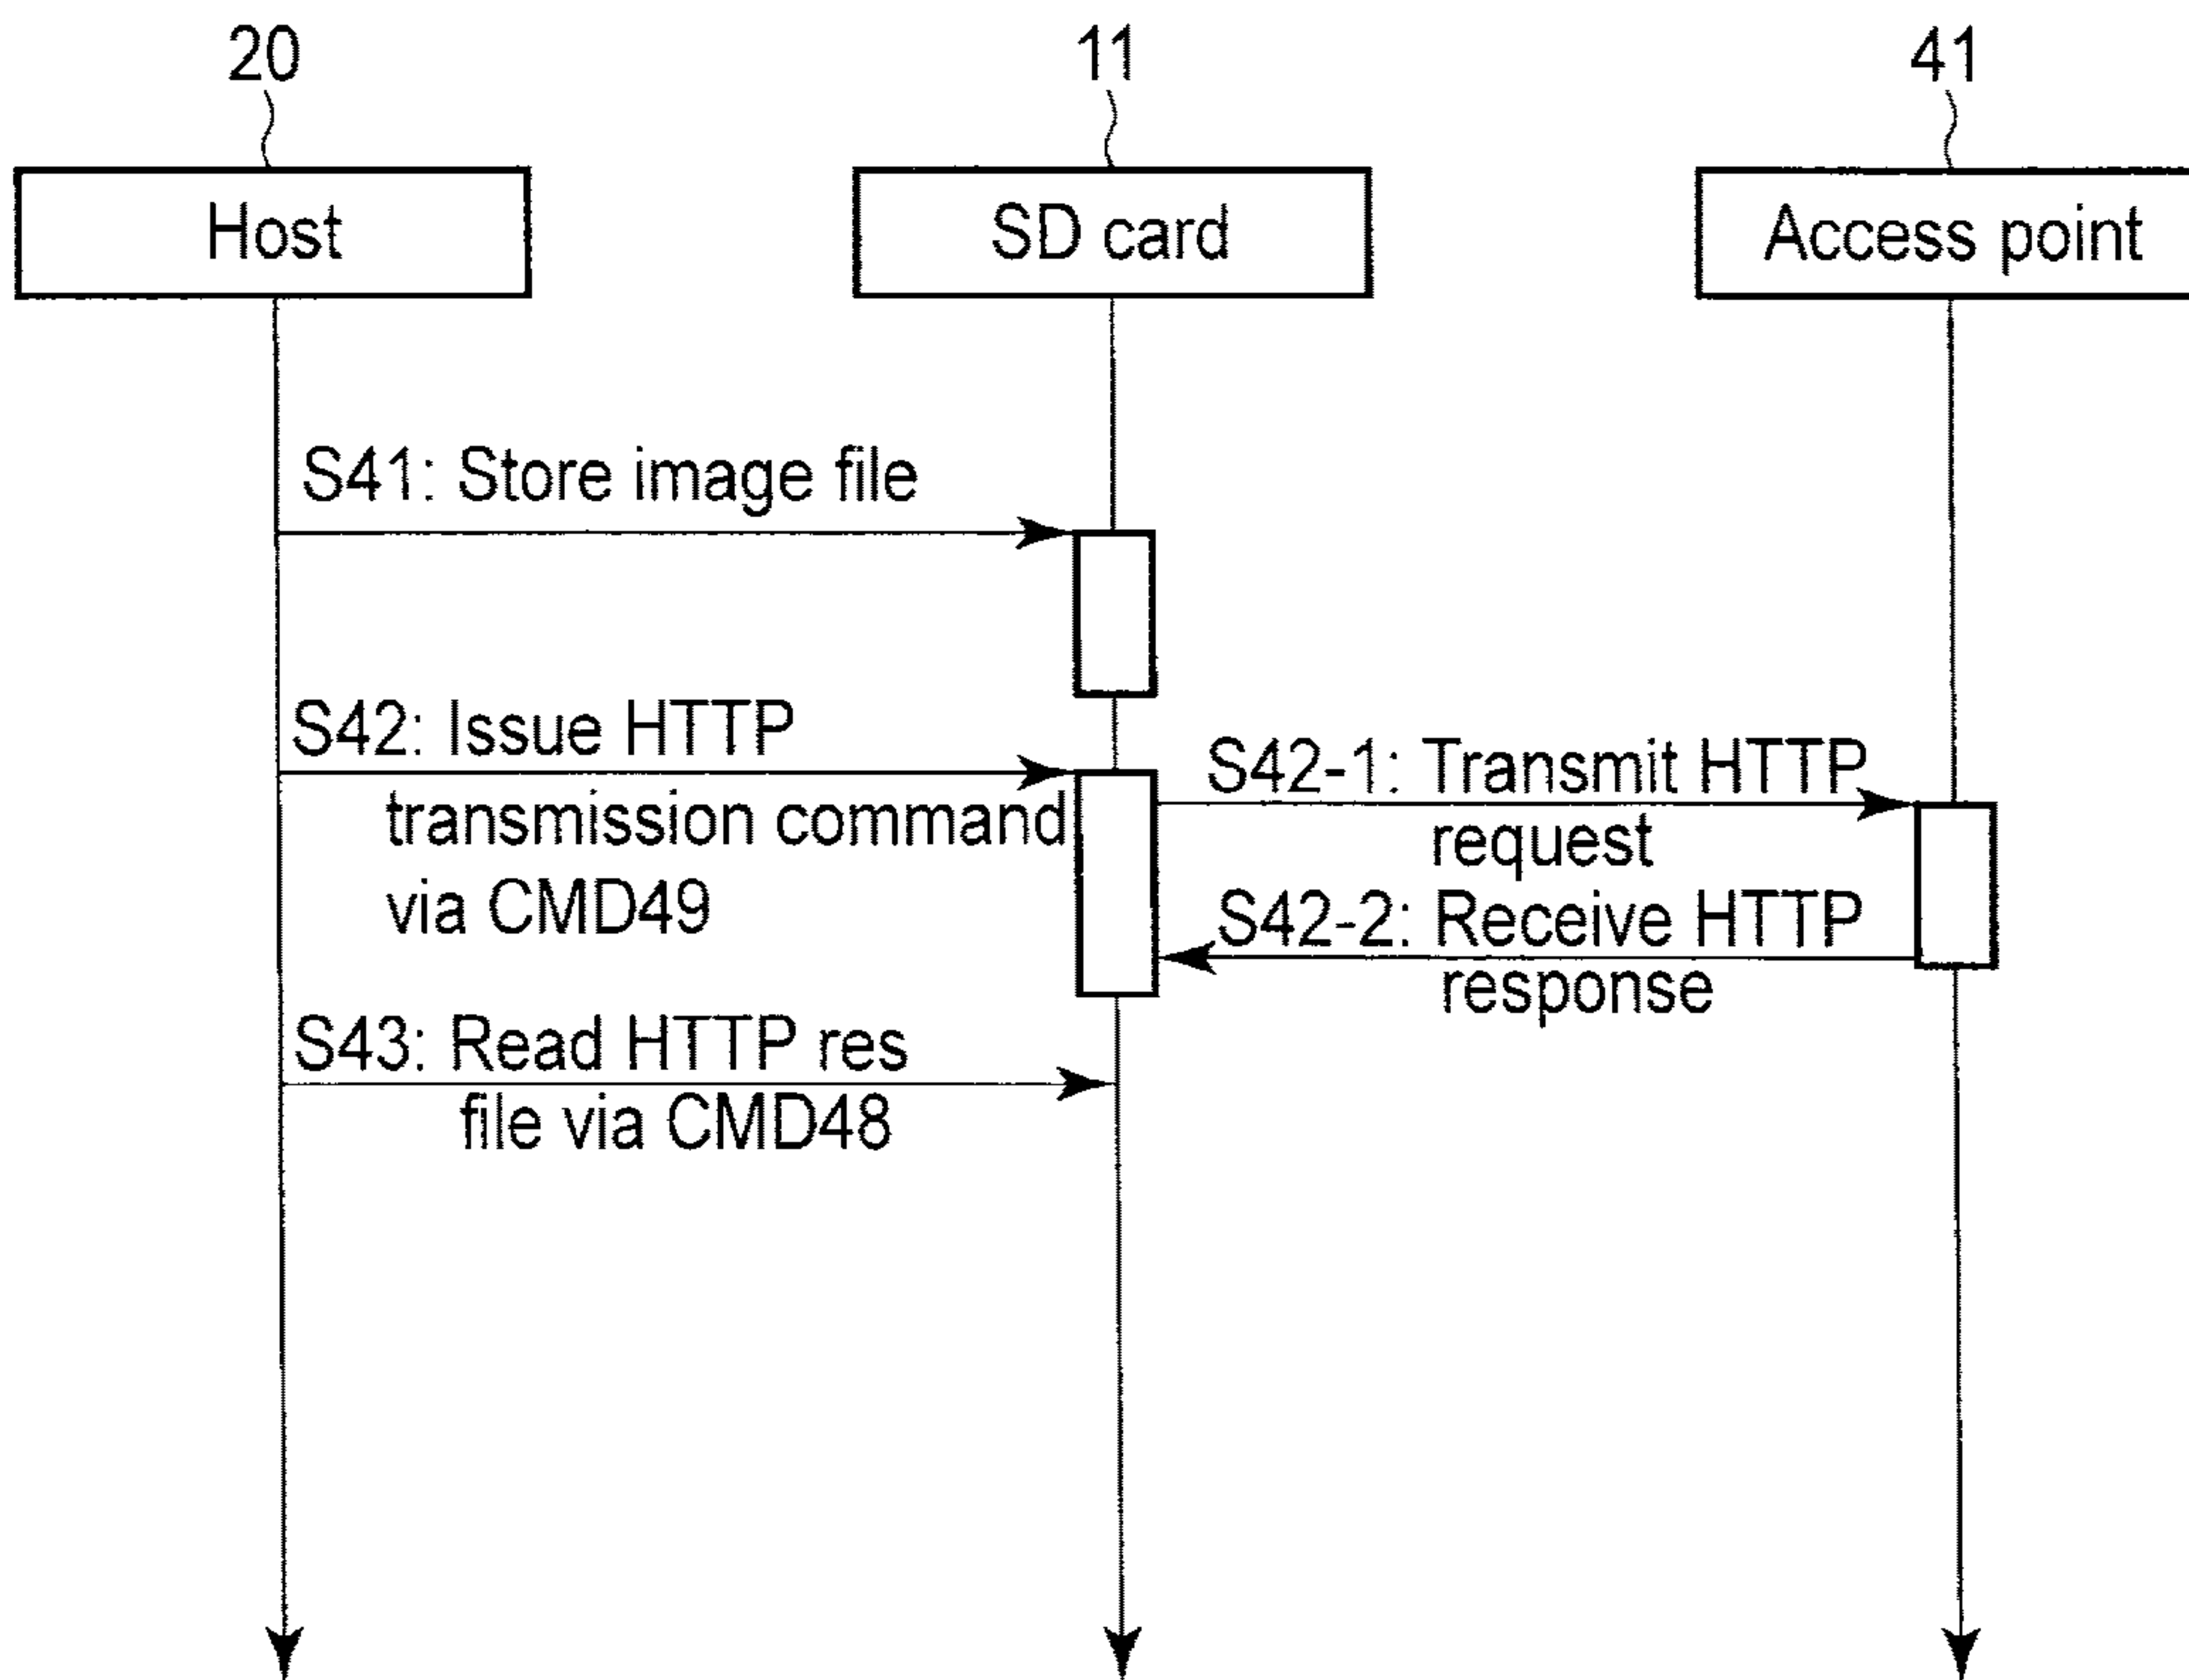 20
11
41
Host
SD card
Access point
S41: Store image file
S42: Issue HTTP
transmission command
via CMD49
S42-1: Transmit HTTP
request
S42-2: Receive HTTP
response
S43: Read HTTP res
file via CMD48